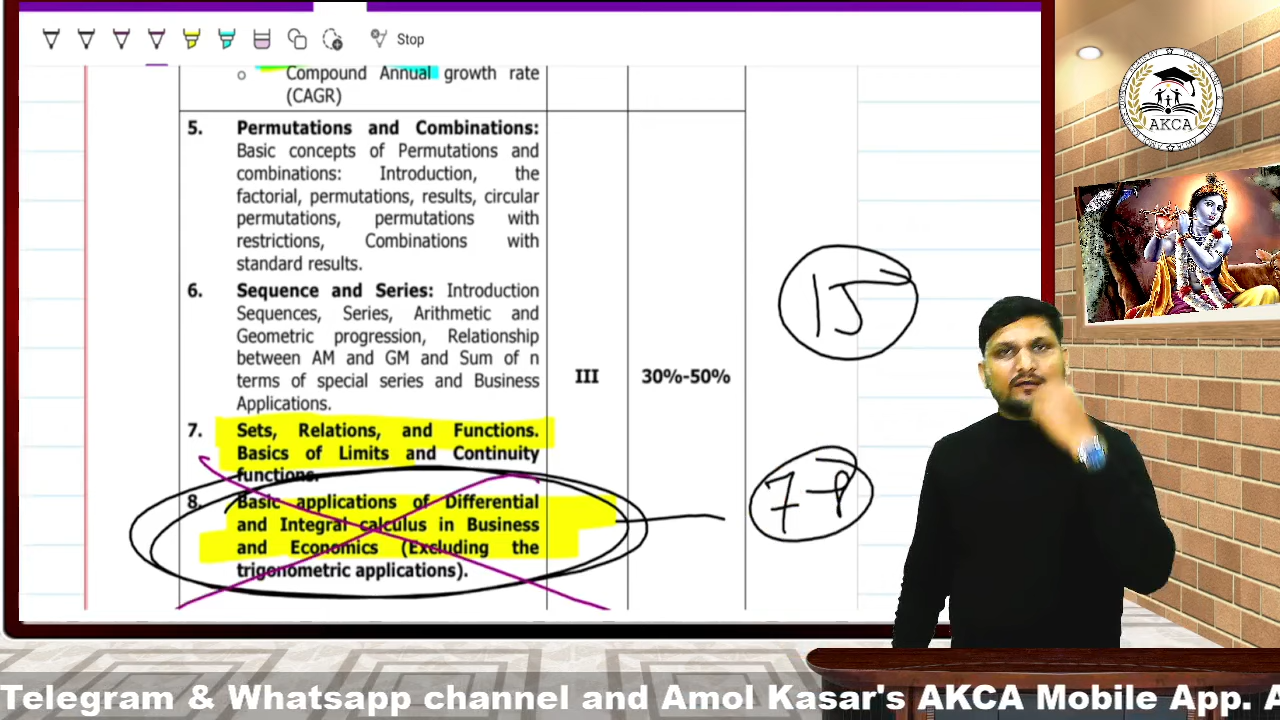 Stop
o Compound Annual growth rate
(CAGR)
5. Permutations and Combinations:
Basic concepts of Permutations and
combinations: Introduction, the
factorial, permutations, results, circular
permutations, permutations with
restrictions, Combinations with
standard results.
6. Sequence and Series: Introduction
Sequences, Series, Arithmetic and
Geometric progression, Relationship
between AM and GM and Sum of n
terms of special series and Business
Applications.
III 30%-50%
7. Sets, Relations, and Functions.
Basics of Limits and Continuity
functions.
8. Basic applications of Differential
and Integral calculus in Business
and Economics (Excluding the
trigonometric applications).
15
AKCA
Telegram & Whatsapp channel and Amol Kasar's AKCA Mobile App. A